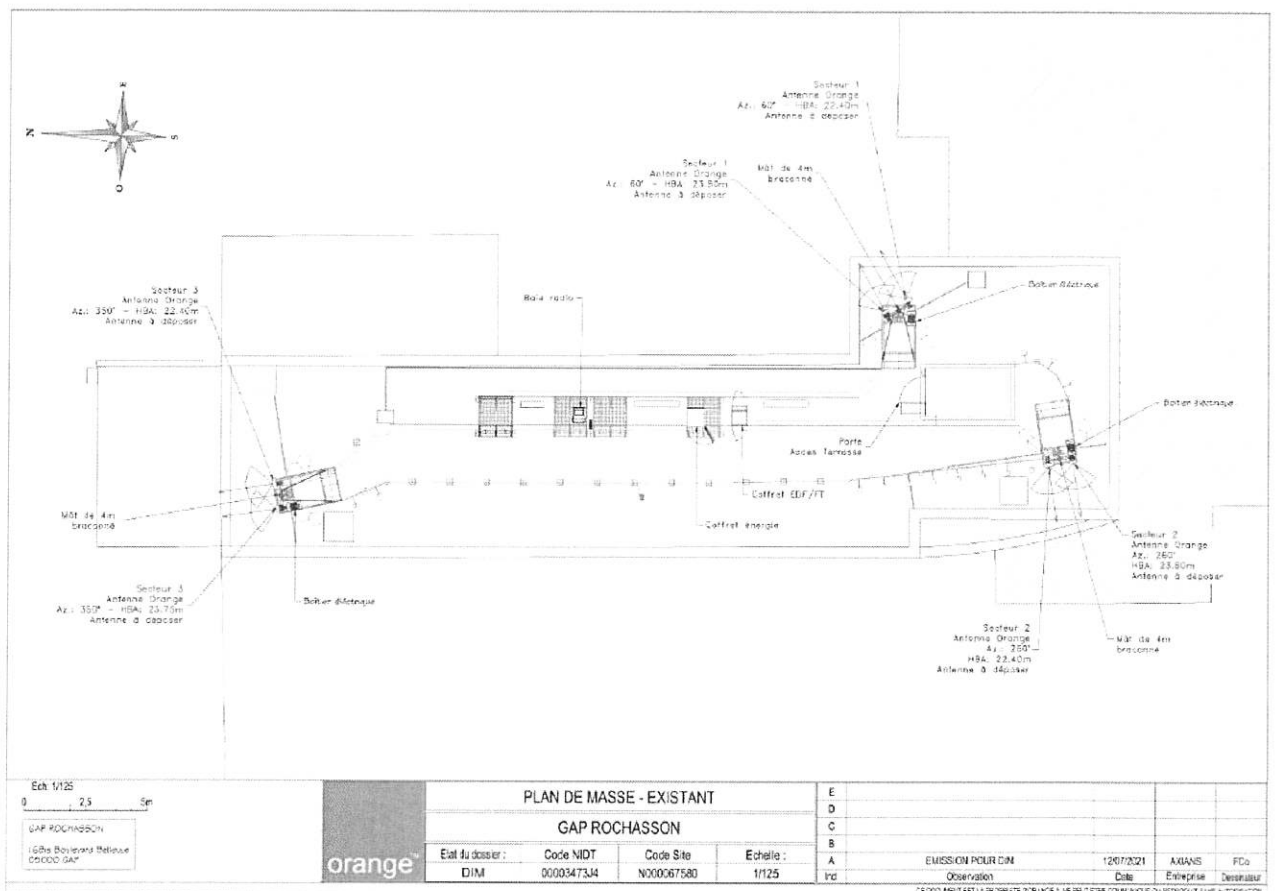 E
N
S
O
Secteur 1
Antenne Orange
Az.: 60° - HBA: 22.40m
Antenne à déposer
Secteur 1
Antenne Orange
Az.: 60° - HBA: 23.50m
Antenne à déposer
Mât de 4m
braconné
Secteur 3
Antenne Orange
Az.: 350° - HBA: 22.40m
Antenne à déposer
Baie radio
Boîtier électrique
Boîtier électrique
Porte
Accès Terrasse
Coffret EDF/FT
Coffret énergie
Mât de 4m
braconné
Secteur 2
Antenne Orange
Az.: 260°
HBA: 23.80m
Antenne à déposer
Secteur 3
Antenne Orange
Az.: 350° - HBA: 23.75m
Antenne à déposer
Boîtier électrique
Secteur 2
Antenne Orange
Az.: 260°
HBA: 22.40m
Antenne à déposer
Mât de 4m
braconné
Ech: 1/125
0 2,5 5m
GAP ROCHASSON
16Bis Boulevard Bellevue
05000 GAP
orange™
PLAN DE MASSE - EXISTANT
GAP ROCHASSON
Etat du dossier : Code NIDT Code Site Echelle :
DIM 00003473J4 N000067580 1/125
E
D
C
B
A EMISSION POUR DIM 12/07/2021 AXIANS FCo
Ind Observation Date Entreprise Dessinateur